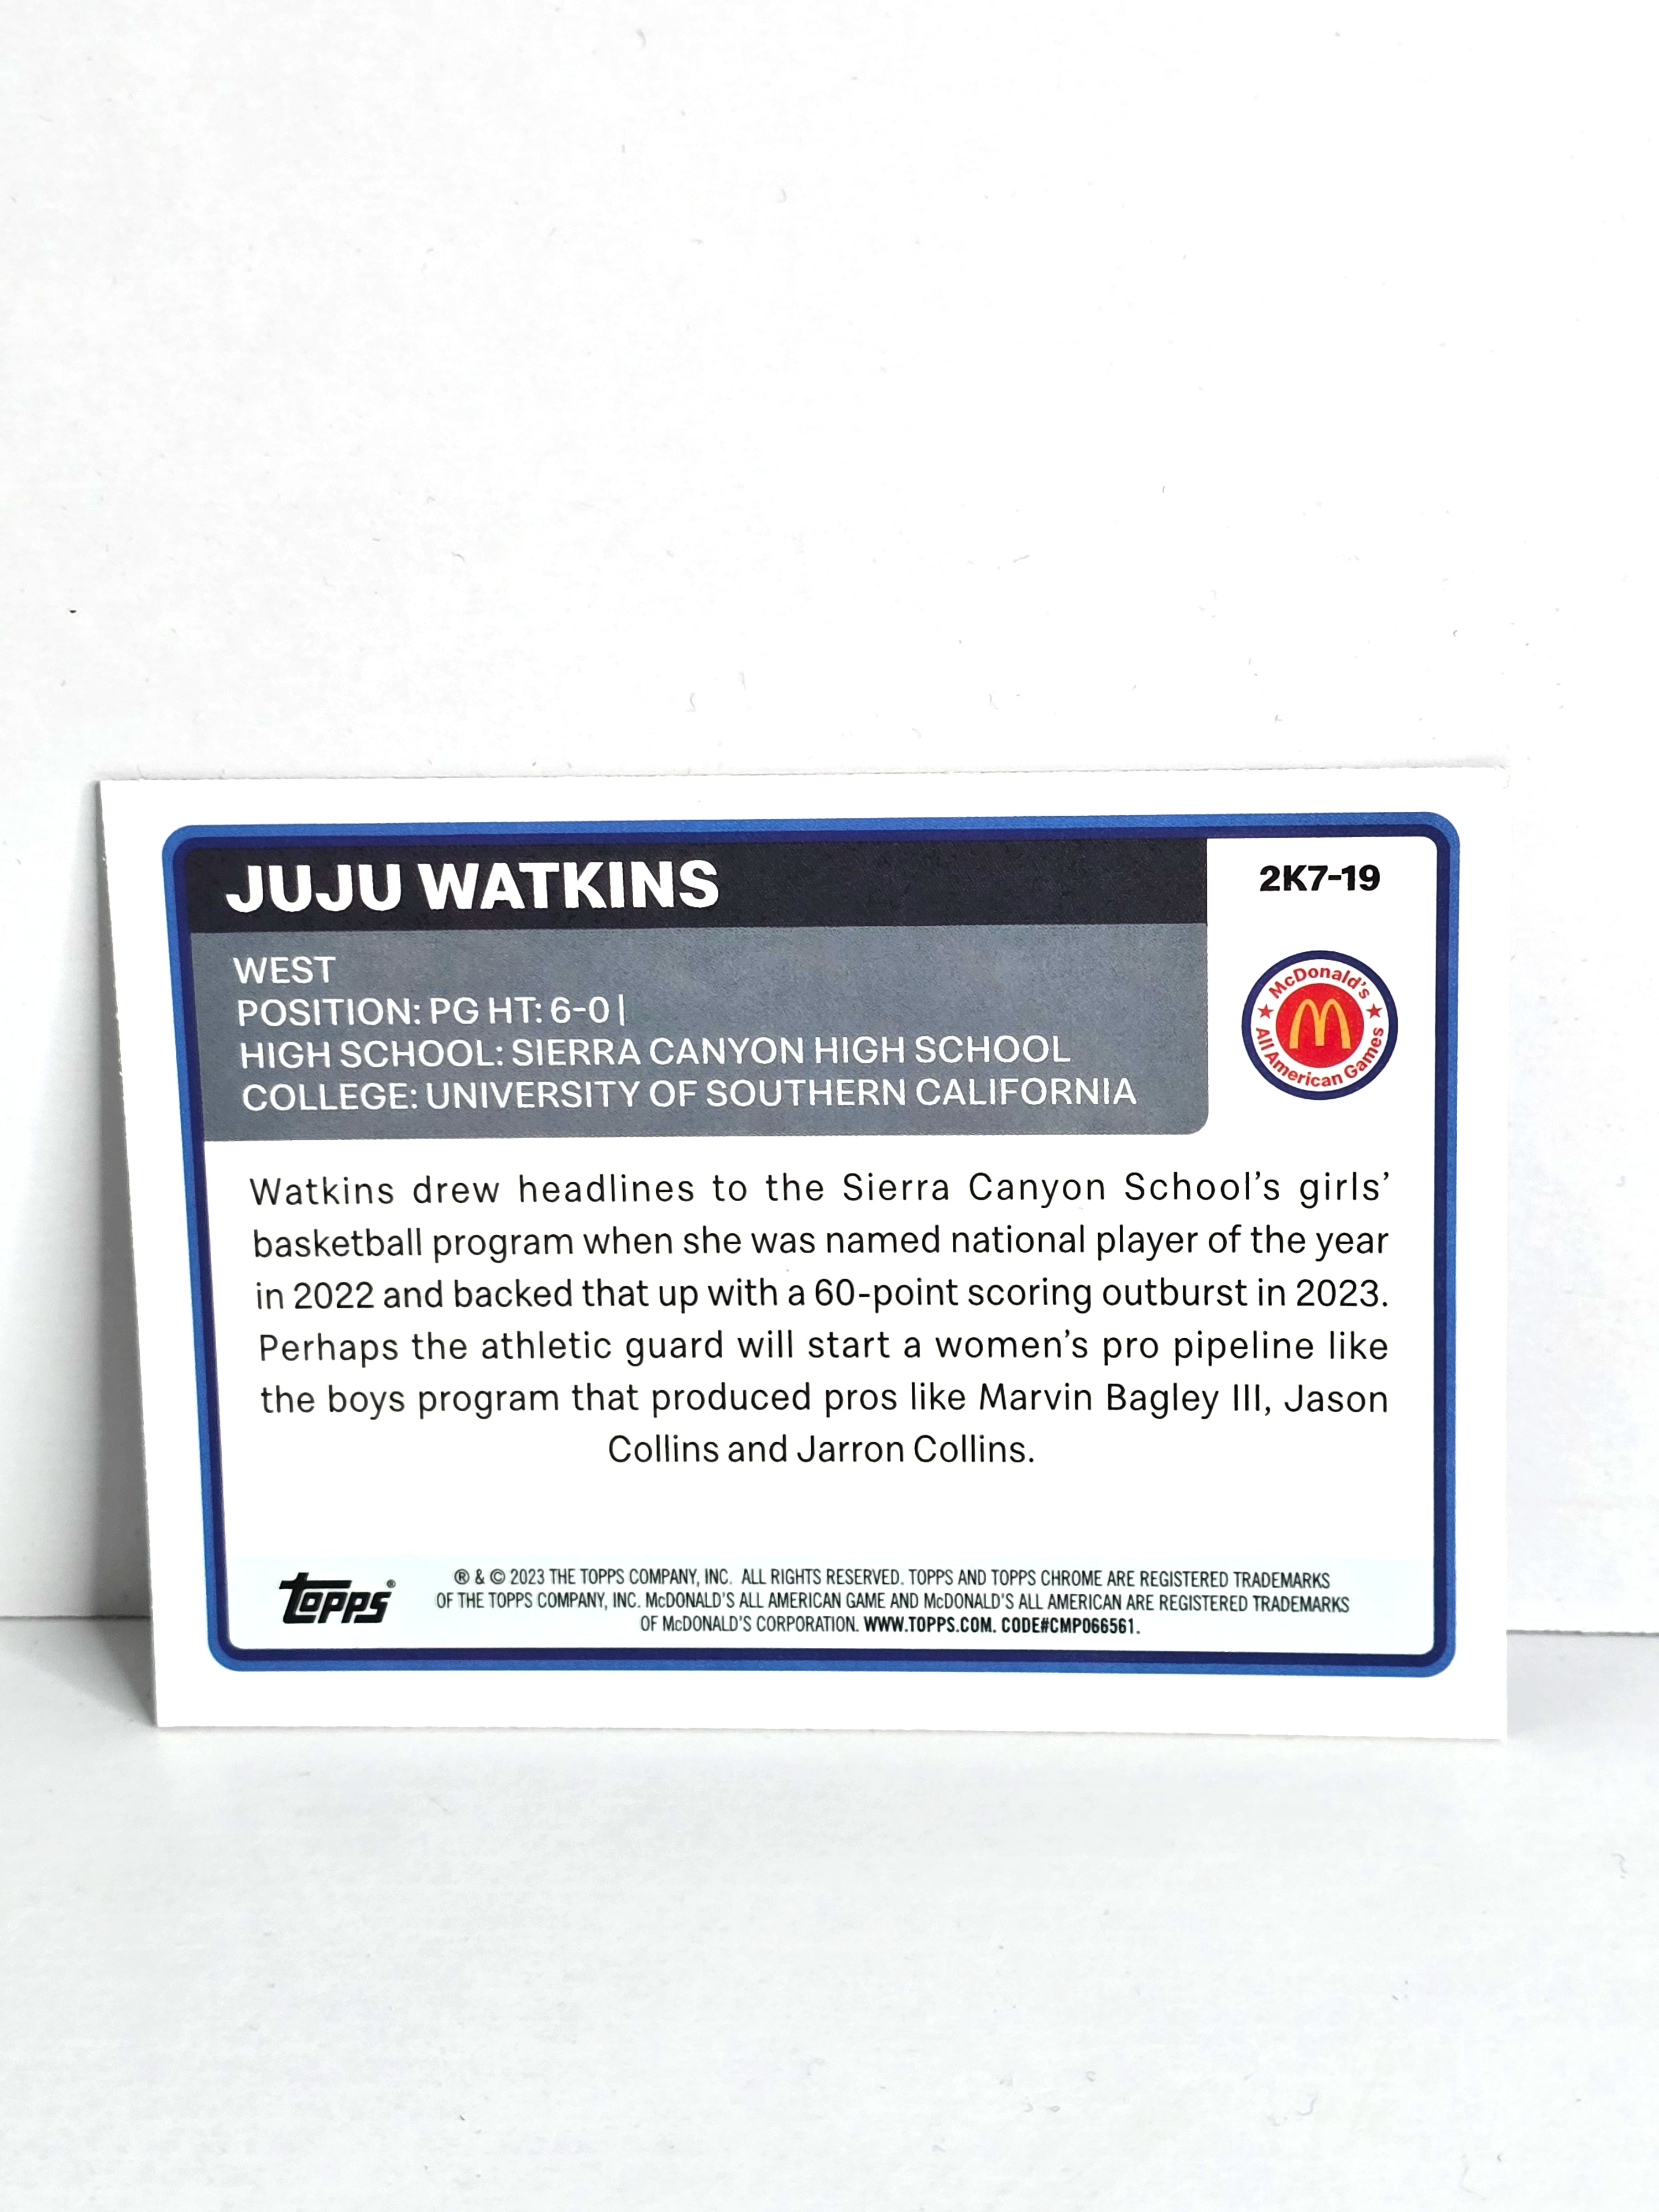 JUJU WATKINS
2K7-19
WEST
POSITION: PG HT: 6-0 |
HIGH SCHOOL: SIERRA CANYON HIGH SCHOOL
COLLEGE: UNIVERSITY OF SOUTHERN CALIFORNIA
McDonald's
M
All American Games
Watkins drew headlines to the Sierra Canyon School’s girls’
basketball program when she was named national player of the year
in 2022 and backed that up with a 60-point scoring outburst in 2023.
Perhaps the athletic guard will start a women’s pro pipeline like
the boys program that produced pros like Marvin Bagley III, Jason
Collins and Jarron Collins.
Topps®
® & © 2023 THE TOPPS COMPANY, INC. ALL RIGHTS RESERVED. TOPPS AND TOPPS CHROME ARE REGISTERED TRADEMARKS
OF THE TOPPS COMPANY, INC. McDONALD'S ALL AMERICAN GAME AND McDONALD'S ALL AMERICAN ARE REGISTERED TRADEMARKS
OF McDONALD'S CORPORATION. WWW.TOPPS.COM. CODE#CMP066561.